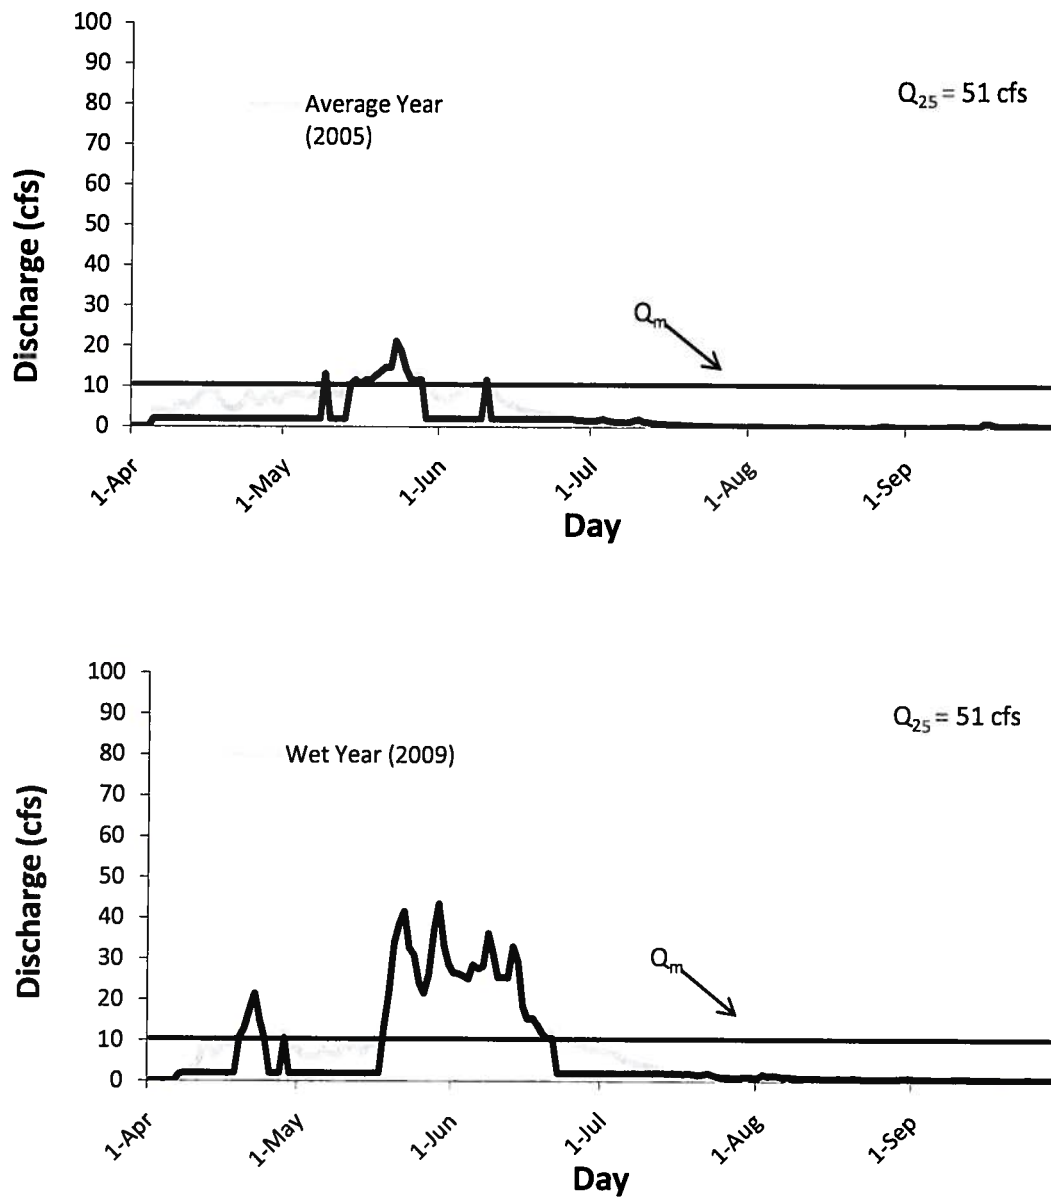 100
90
80
70
60
50
40
30
20
10
0
Discharge (cfs)
Average Year
(2005)
Q25 = 51 cfs
Qm
1-Apr
1-May
1-Jun
1-Jul
1-Aug
1-Sep
Day
100
90
80
70
60
50
40
30
20
10
0
Discharge (cfs)
Wet Year (2009)
Q25 = 51 cfs
Qm
1-Apr
1-May
1-Jun
1-Jul
1-Aug
1-Sep
Day